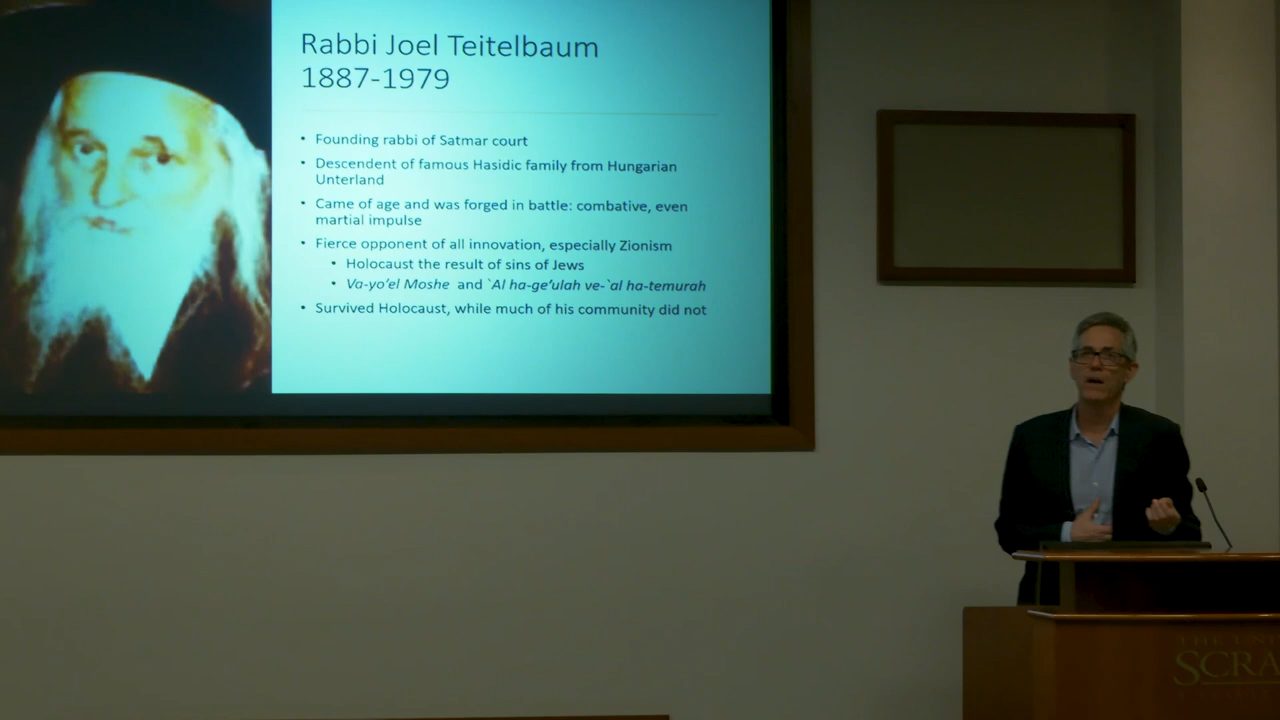 Rabbi Joel Teitelbaum
1887-1979
• Founding rabbi of Satmar court
• Descendent of famous Hasidic family from Hungarian
Unterland
• Came of age and was forged in battle: combative, even
martial impulse
• Fierce opponent of all innovation, especially Zionism
• Holocaust the result of sins of Jews
• Va-yo’el Moshe and `Al ha-ge’ulah ve-`al ha-temurah
• Survived Holocaust, while much of his community did not
THE
SCRA